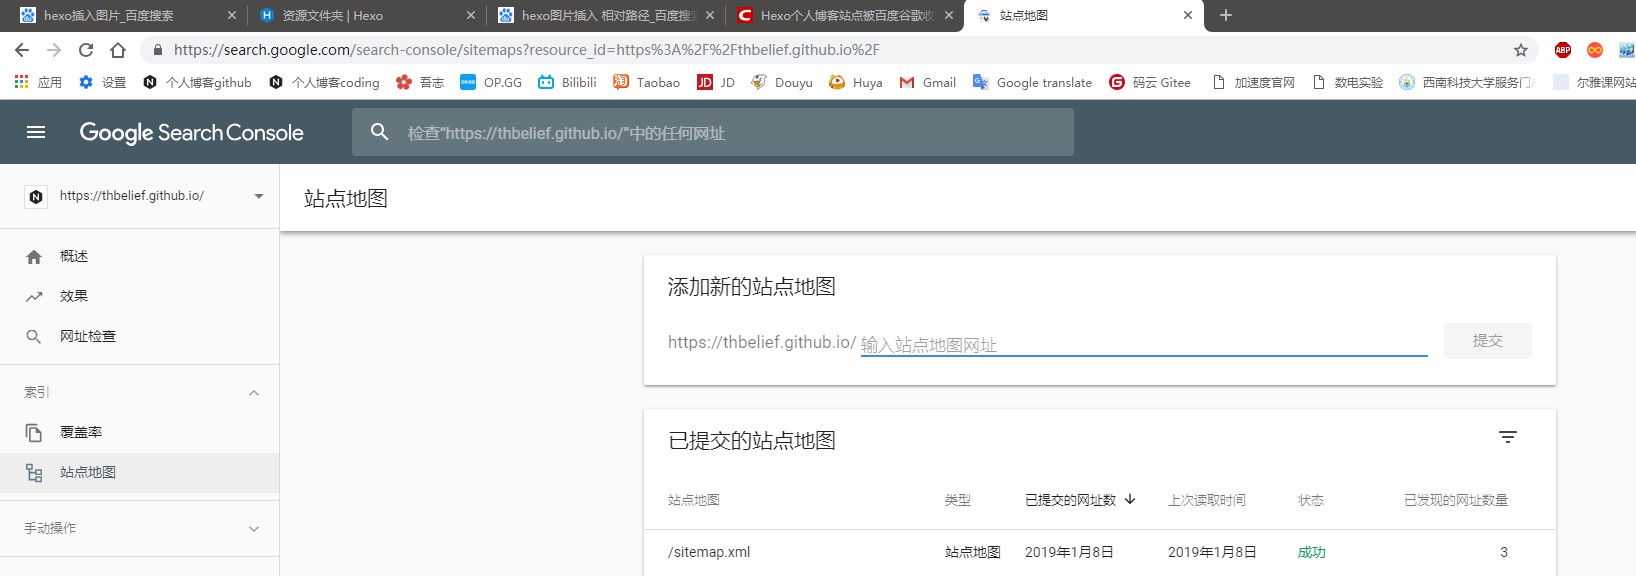 hexo插入图片_百度搜索
资源文件夹 | Hexo
hexo图片插入 相对路径_百度搜
Hexo个人博客站点被百度谷歌收
站点地图
https://search.google.com/search-console/sitemaps?resource_id=https%3A%2F%2Fthbelief.github.io%2F
ABP
应用
设置
个人博客github
个人博客coding
吾志
OP.GG
Bilibili
淘
Taobao
JD
JD
Douyu
Huya
Gmail
Google translate
码云 Gitee
加速度官网
数电实验
西南科技大学服务门户
尔雅课网站
Google Search Console
检查"https://thbelief.github.io/"中的任何网址
https://thbelief.github.io/
站点地图
概述
效果
网址检查
索引
覆盖率
站点地图
手动操作
添加新的站点地图
https://thbelief.github.io/ 输入站点地图网址
提交
已提交的站点地图
站点地图 类型 已提交的网址数 上次读取时间 状态 已发现的网址数量
/sitemap.xml 站点地图 2019年1月8日 2019年1月8日 成功 3